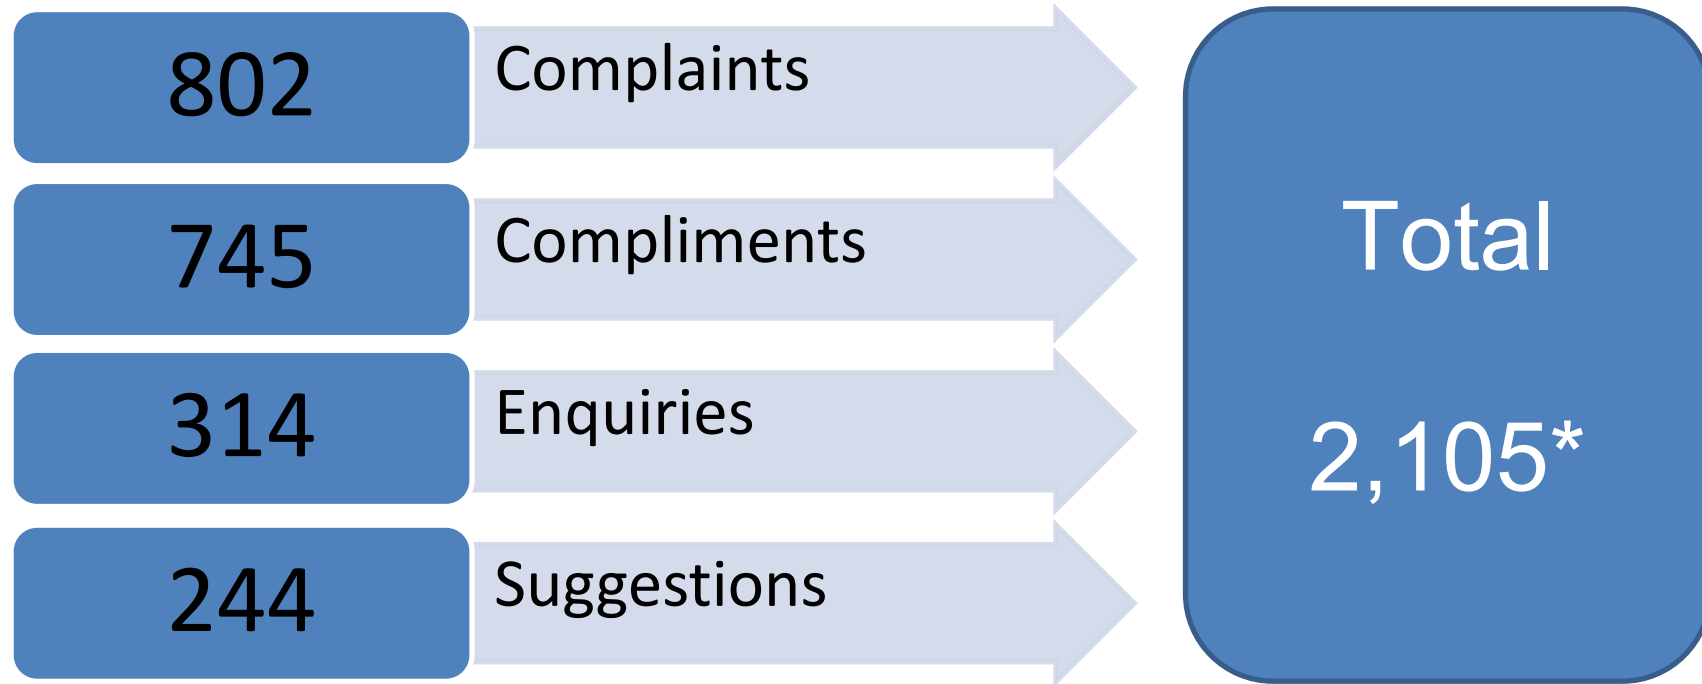 802
Complaints
745
Compliments
314
Enquiries
244
Suggestions
Total
2,105*